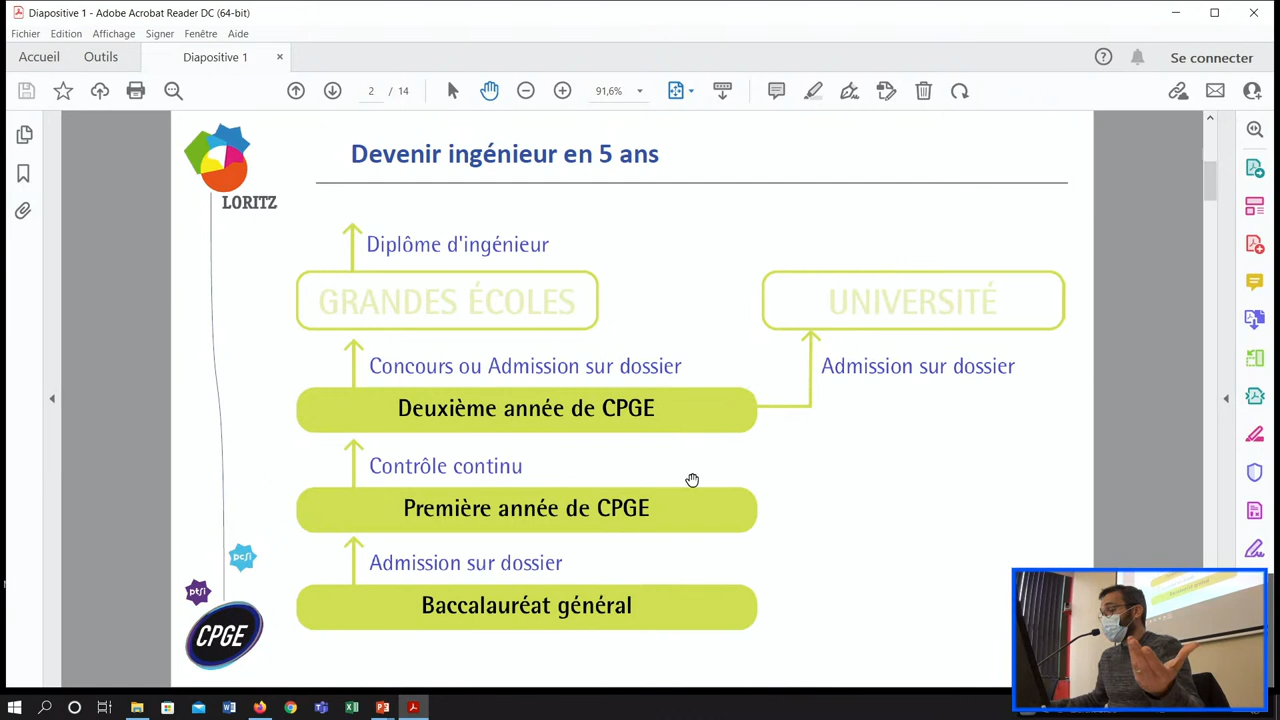 Diapositive 1 - Adobe Acrobat Reader DC (64-bit)
Fichier Edition Affichage Signer Fenêtre Aide
Accueil Outils Diapositive 1 × Se connecter
2 / 14 91,6%
Devenir ingénieur en 5 ans
LORITZ
Diplôme d'ingénieur
GRANDES ÉCOLES UNIVERSITÉ
Concours ou Admission sur dossier Admission sur dossier
Deuxième année de CPGE
Contrôle continu
Première année de CPGE
pcsi
Admission sur dossier
ptsi
Baccalauréat général
CPGE